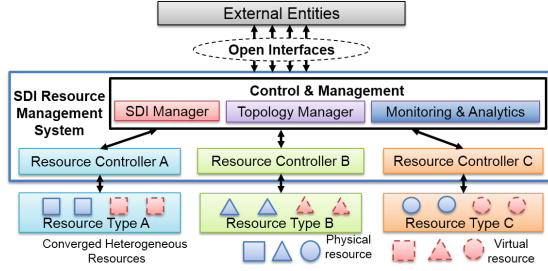 External Entities
Open Interfaces
SDI Resource
Management
System
Control & Management
SDI Manager
Topology Manager
Monitoring & Analytics
Resource Controller A
Resource Controller B
Resource Controller C
Resource Type A
Resource Type B
Resource Type C
Converged Heterogeneous
Resources
Physical
resource
Virtual
resource